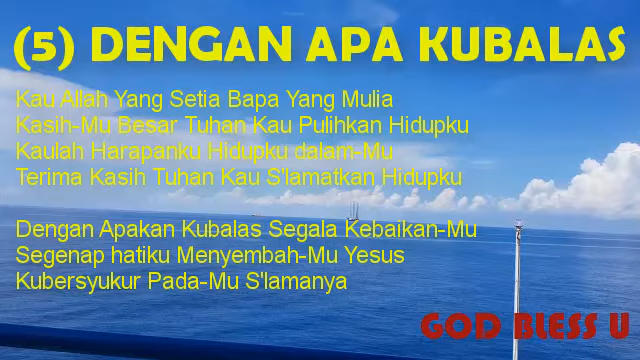 (5) DENGAN APA KUBALAS
Kau Allah Yang Setia Bapa Yang Mulia
Kasih-Mu Besar Tuhan Kau Pulihkan Hidupku
Kaulah Harapanku Hidupku dalam-Mu
Terima Kasih Tuhan Kau S'lamatkan Hidupku
Dengan Apakan Kubalas Segala Kebaikan-Mu
Segenap hatiku Menyembah-Mu Yesus
Kubersyukur Pada-Mu S'lamanya
GOD BLESS U